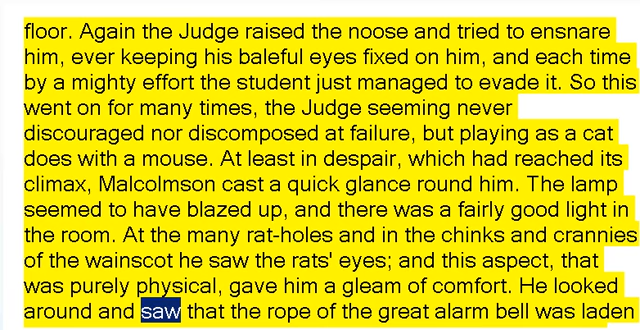 floor. Again the Judge raised the noose and tried to ensnare
him, ever keeping his baleful eyes fixed on him, and each time
by a mighty effort the student just managed to evade it. So this
went on for many times, the Judge seeming never
discouraged nor discomposed at failure, but playing as a cat
does with a mouse. At least in despair, which had reached its
climax, Malcolmson cast a quick glance round him. The lamp
seemed to have blazed up, and there was a fairly good light in
the room. At the many rat-holes and in the chinks and crannies
of the wainscot he saw the rats' eyes; and this aspect, that
was purely physical, gave him a gleam of comfort. He looked
around and saw that the rope of the great alarm bell was laden